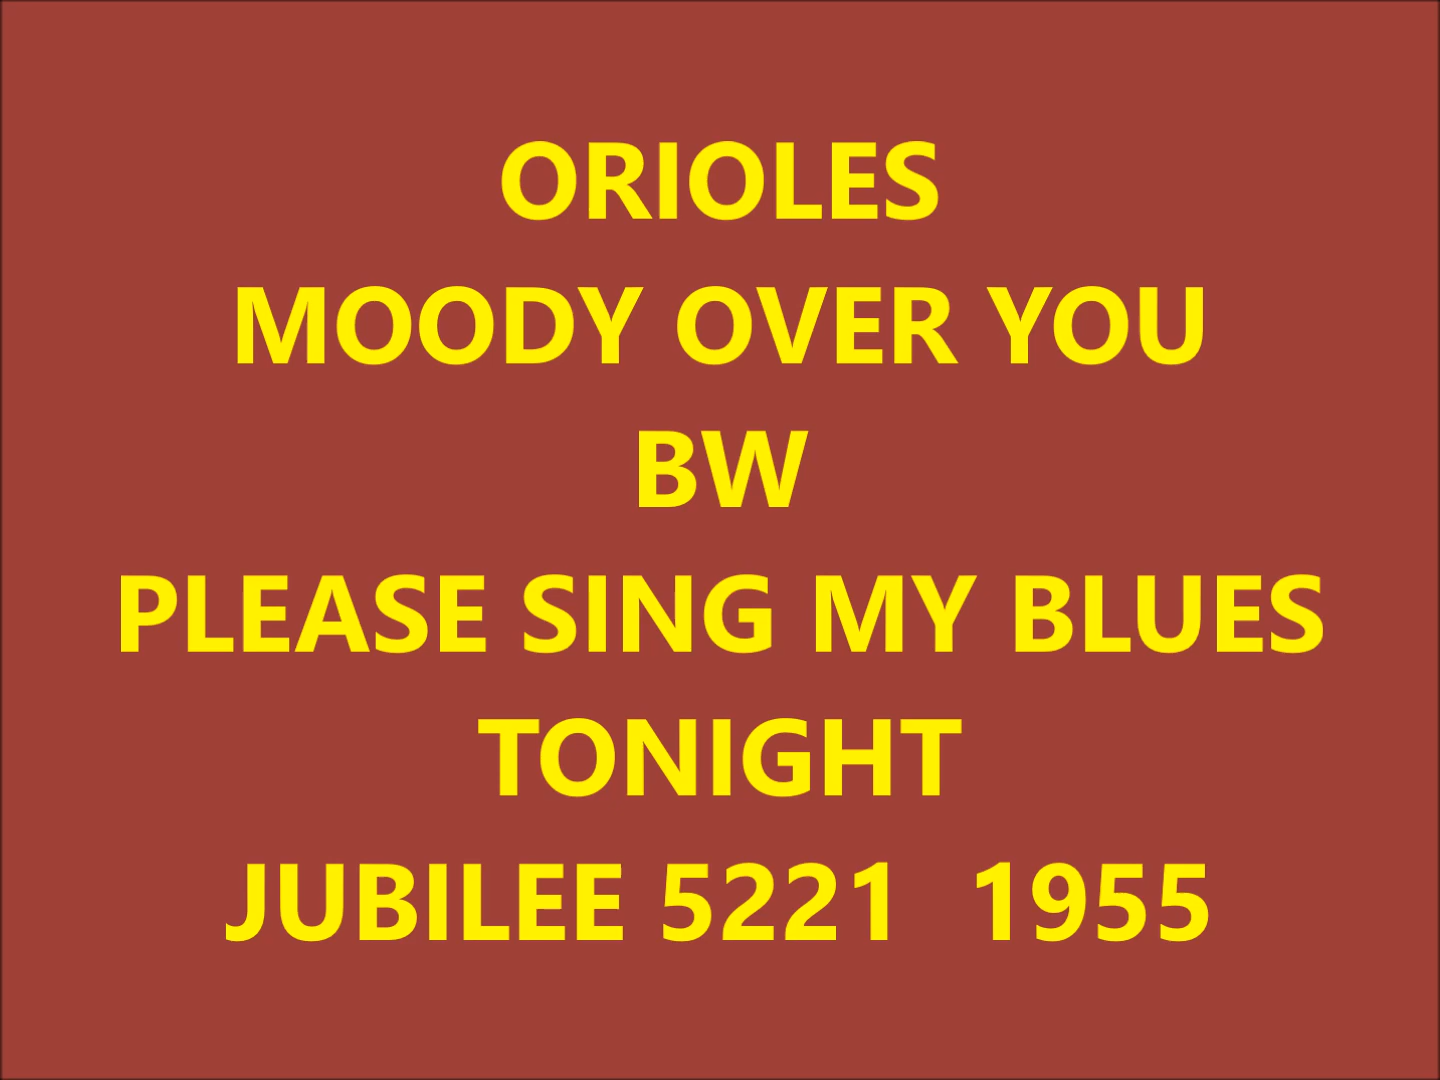 ORIOLES
MOODY OVER YOU
BW
PLEASE SING MY BLUES
TONIGHT
JUBILEE 5221  1955